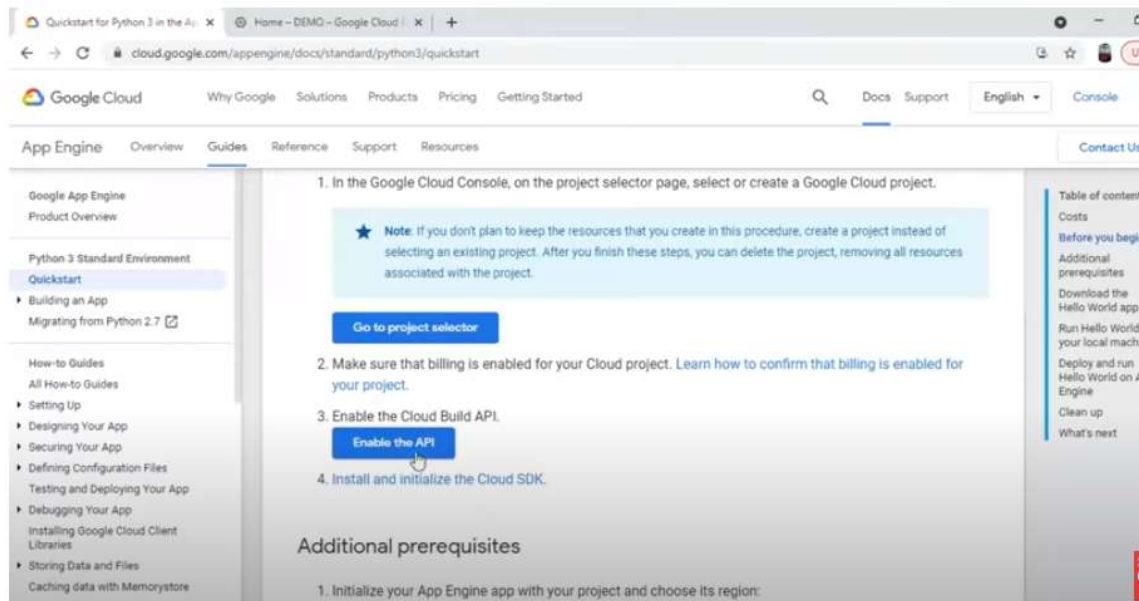 Quickstart for Python 3 in the Ap
Home – DEMO – Google Cloud
cloud.google.com/appengine/docs/standard/python3/quickstart
Google Cloud
Why Google
Solutions
Products
Pricing
Getting Started
Docs
Support
English
Console
App Engine
Overview
Guides
Reference
Support
Resources
Contact Us
Google App Engine
Product Overview
Python 3 Standard Environment
Quickstart
Building an App
Migrating from Python 2.7
How-to Guides
All How-to Guides
Setting Up
Designing Your App
Securing Your App
Defining Configuration Files
Testing and Deploying Your App
Debugging Your App
Installing Google Cloud Client
Libraries
Storing Data and Files
Caching data with Memorystore
1. In the Google Cloud Console, on the project selector page, select or create a Google Cloud project.
Note: If you don't plan to keep the resources that you create in this procedure, create a project instead of
selecting an existing project. After you finish these steps, you can delete the project, removing all resources
associated with the project.
Go to project selector
2. Make sure that billing is enabled for your Cloud project. Learn how to confirm that billing is enabled for
your project.
3. Enable the Cloud Build API.
Enable the API
4. Install and initialize the Cloud SDK.
Additional prerequisites
1. Initialize your App Engine app with your project and choose its region:
Table of content
Costs
Before you begi
Additional
prerequisites
Download the
Hello World app
Run Hello World
your local mach
Deploy and run
Hello World on A
Engine
Clean up
What's next